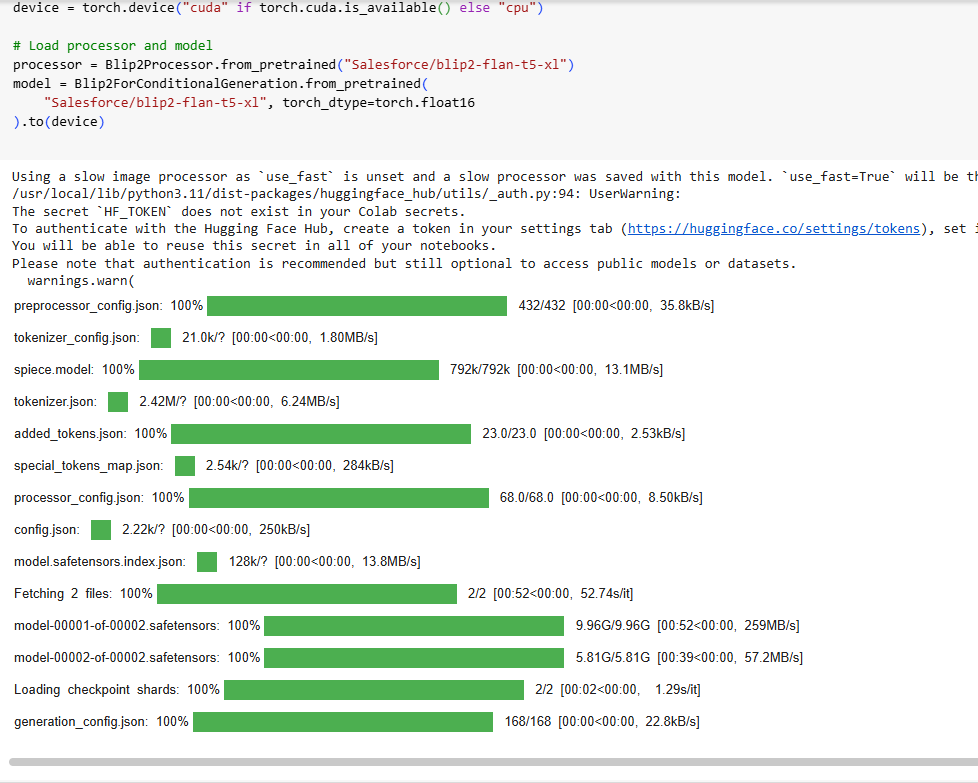 device = torch.device("cuda" if torch.cuda.is_available() else "cpu")
# Load processor and model
processor = Blip2Processor.from_pretrained("Salesforce/blip2-flan-t5-xl")
model = Blip2ForConditionalGeneration.from_pretrained(
    "Salesforce/blip2-flan-t5-xl", torch_dtype=torch.float16
).to(device)
Using a slow image processor as `use_fast` is unset and a slow processor was saved with this model. `use_fast=True` will be
/usr/local/lib/python3.11/dist-packages/huggingface_hub/utils/_auth.py:94: UserWarning:
The secret `HF_TOKEN` does not exist in your Colab secrets.
To authenticate with the Hugging Face Hub, create a token in your settings tab (https://huggingface.co/settings/tokens), set
You will be able to reuse this secret in all of your notebooks.
Please note that authentication is recommended but still optional to access public models or datasets.
  warnings.warn(
preprocessor_config.json: 100% 432/432 [00:00<00:00, 35.8kB/s]
tokenizer_config.json: 21.0k/? [00:00<00:00, 1.80MB/s]
spiece.model: 100% 792k/792k [00:00<00:00, 13.1MB/s]
tokenizer.json: 2.42M/? [00:00<00:00, 6.24MB/s]
added_tokens.json: 100% 23.0/23.0 [00:00<00:00, 2.53kB/s]
special_tokens_map.json: 2.54k/? [00:00<00:00, 284kB/s]
processor_config.json: 100% 68.0/68.0 [00:00<00:00, 8.50kB/s]
config.json: 2.22k/? [00:00<00:00, 250kB/s]
model.safetensors.index.json: 128k/? [00:00<00:00, 13.8MB/s]
Fetching 2 files: 100% 2/2 [00:52<00:00, 52.74s/it]
model-00001-of-00002.safetensors: 100% 9.96G/9.96G [00:52<00:00, 259MB/s]
model-00002-of-00002.safetensors: 100% 5.81G/5.81G [00:39<00:00, 57.2MB/s]
Loading checkpoint shards: 100% 2/2 [00:02<00:00, 1.29s/it]
generation_config.json: 100% 168/168 [00:00<00:00, 22.8kB/s]